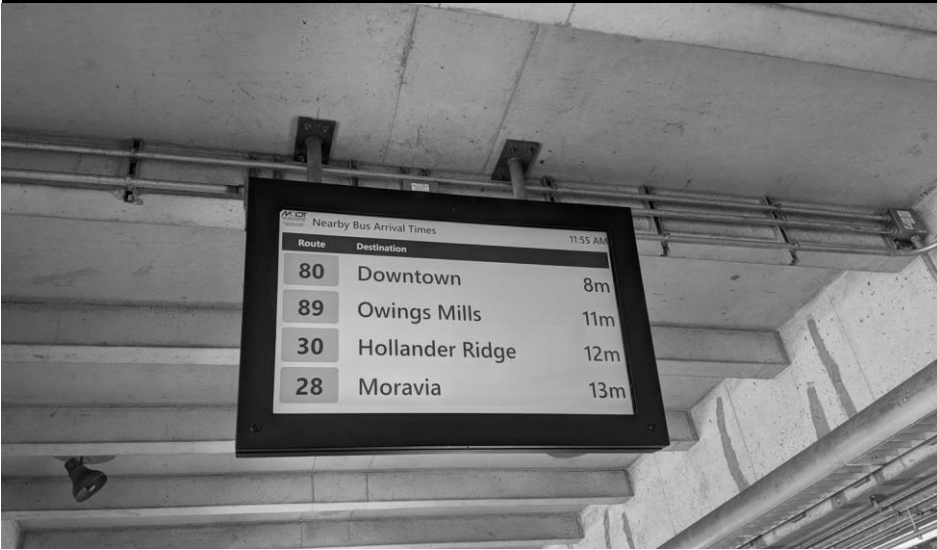 Nearby Bus Arrival Times 11:55 AM
Route Destination
80 Downtown 8m
89 Owings Mills 11m
30 Hollander Ridge 12m
28 Moravia 13m